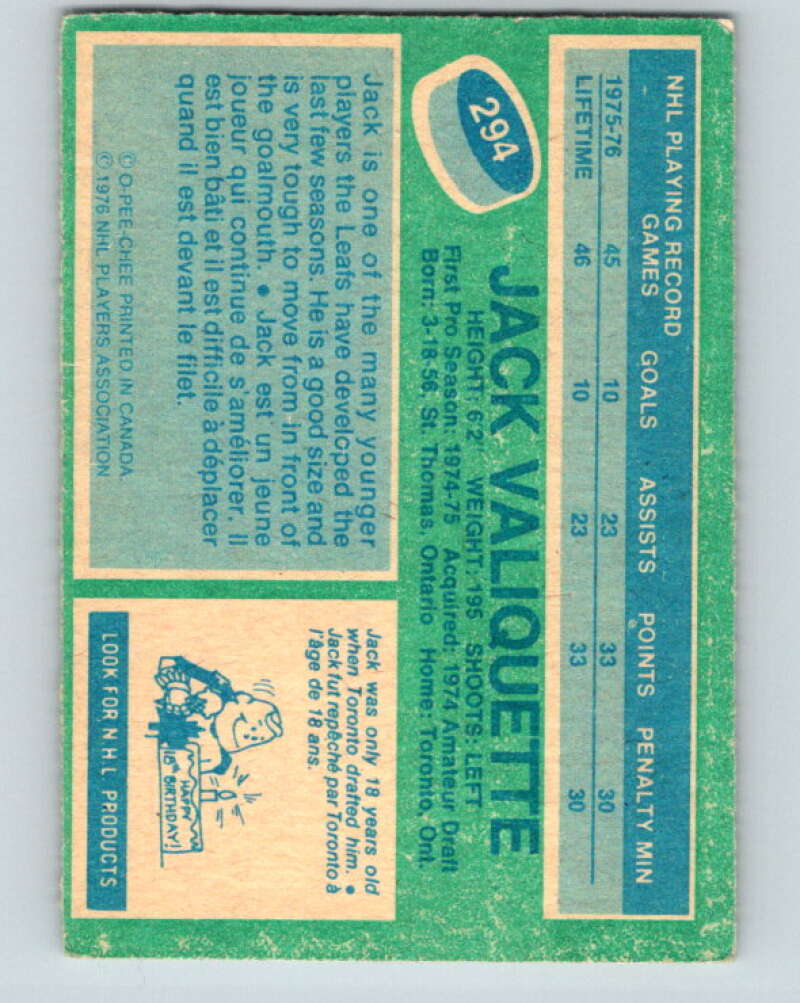 NHL PLAYING RECORD
GAMES GOALS ASSISTS POINTS PENALTY MIN
1975-76 45 10 23 33 30
LIFETIME 46 10 23 33 30
294
JACK VALIQUETTE
HEIGHT: 6'2" WEIGHT: 195 SHOOTS: LEFT
First Pro Season: 1974-75 Acquired: 1974 Amateur Draft
Born: 3-18-56, St. Thomas, Ontario Home: Toronto, Ont.
Jack is one of the many younger
players the Leafs have developed the
last few seasons. He is a good size and
is very tough to move from in front of
the goalmouth. • Jack est un jeune
joueur qui continue de s'améliorer. Il
est bien bâti et il est difficile à déplacer
quand il est devant le filet.
© O-PEE-CHEE PRINTED IN CANADA
© 1976 NHL PLAYERS ASSOCIATION
Jack was only 18 years old
when Toronto drafted him. •
Jack fut repêché par Toronto à
l'âge de 18 ans.
HAPPY
18th BIRTHDAY!
LOOK FOR NHL PRODUCTS